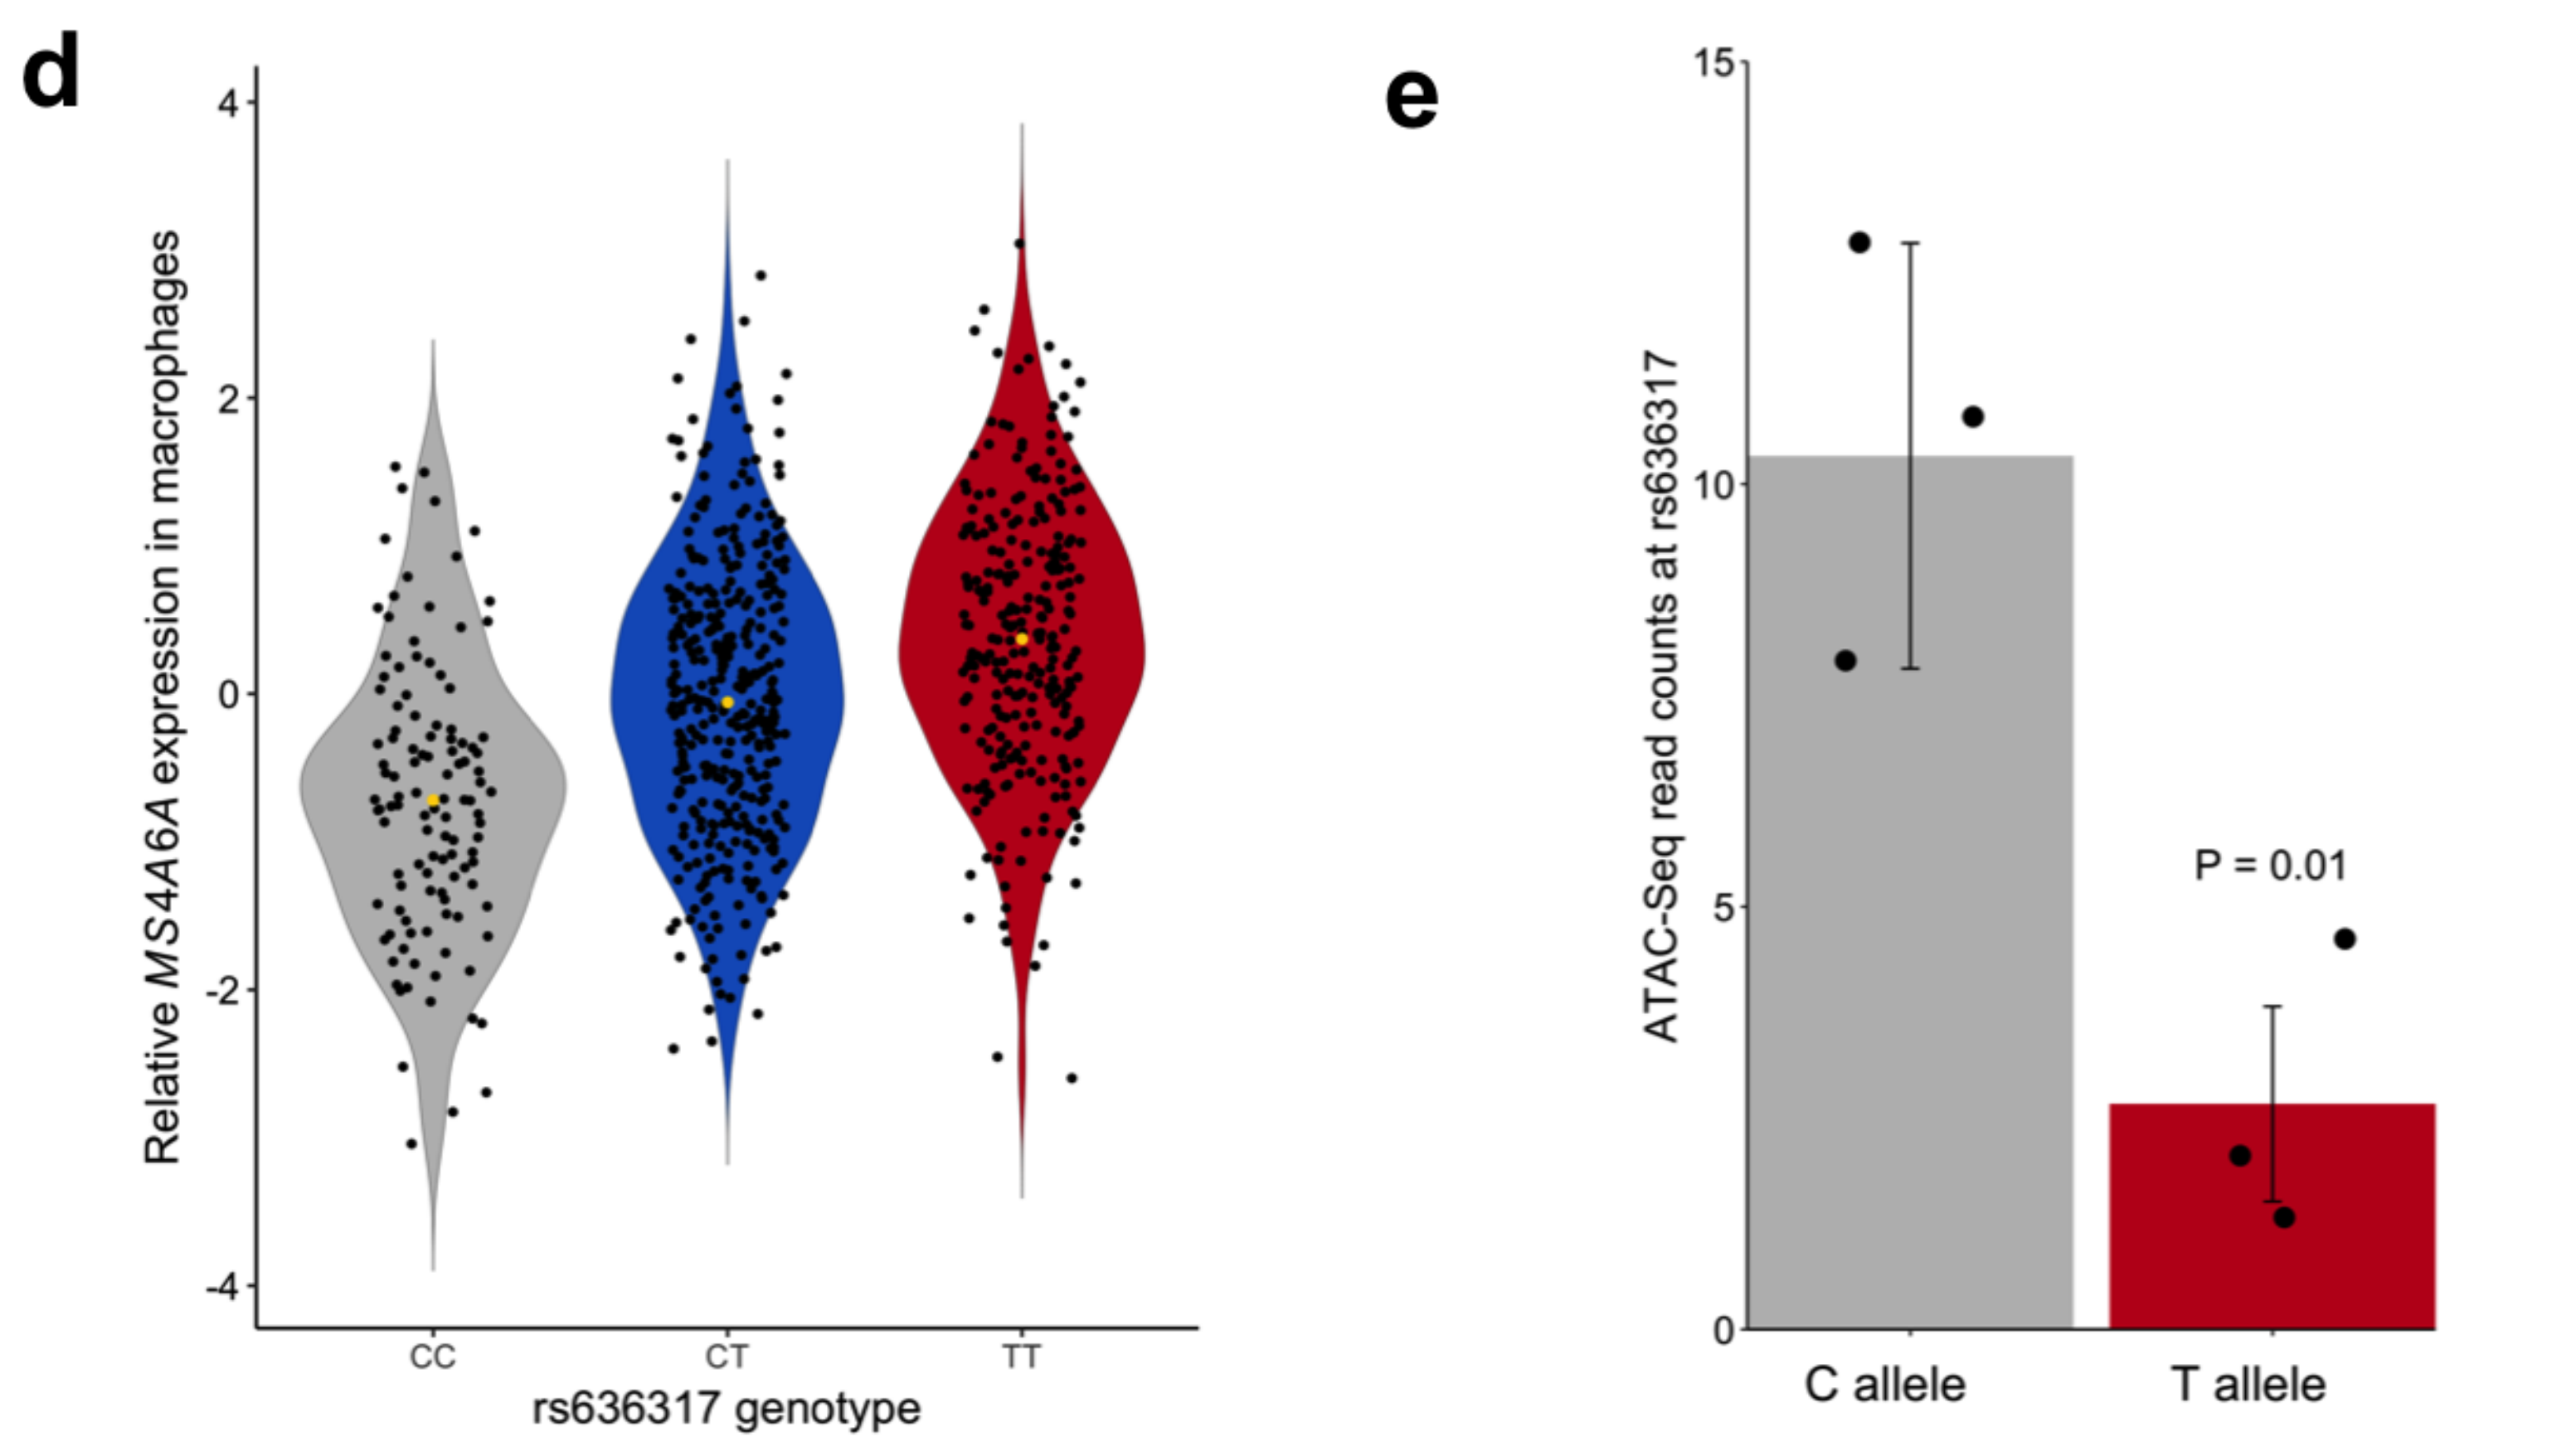 d
Relative MS4A6A expression in macrophages
4
2
0
-2
-4
CC
CT
TT
rs636317 genotype
e
ATAC-Seq read counts at rs636317
15
10
5
0
P = 0.01
C allele
T allele